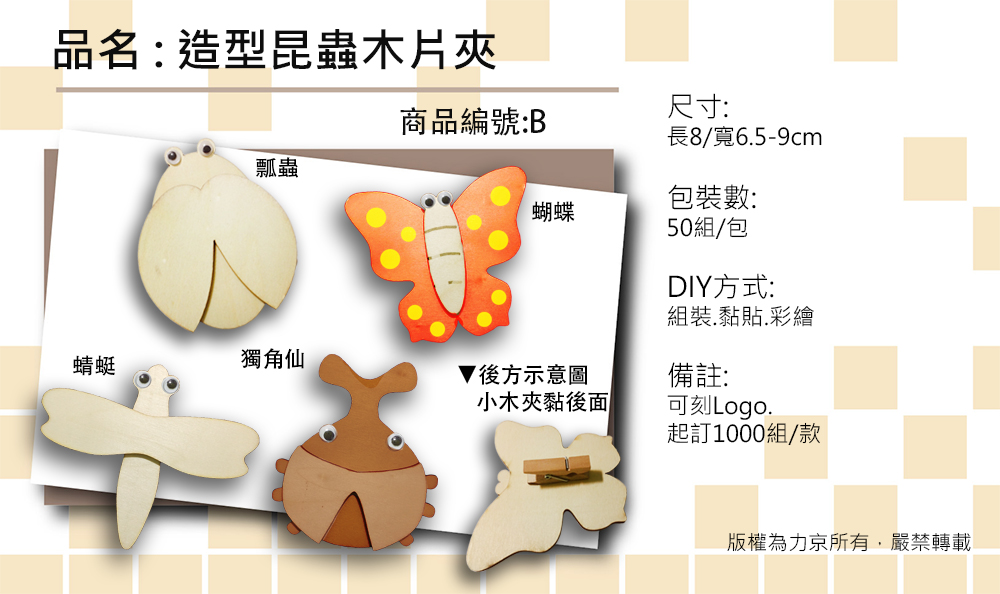 品名 : 造型昆蟲木片夾
商品編號:B
瓢蟲
蝴蝶
蜻蜓
獨角仙
▼後方示意圖
小木夾黏後面
尺寸:
長8/寬6.5-9cm
包裝數:
50組/包
DIY方式:
組裝.黏貼.彩繪
備註:
可刻Logo.
起訂1000組/款
版權為力京所有，嚴禁轉載